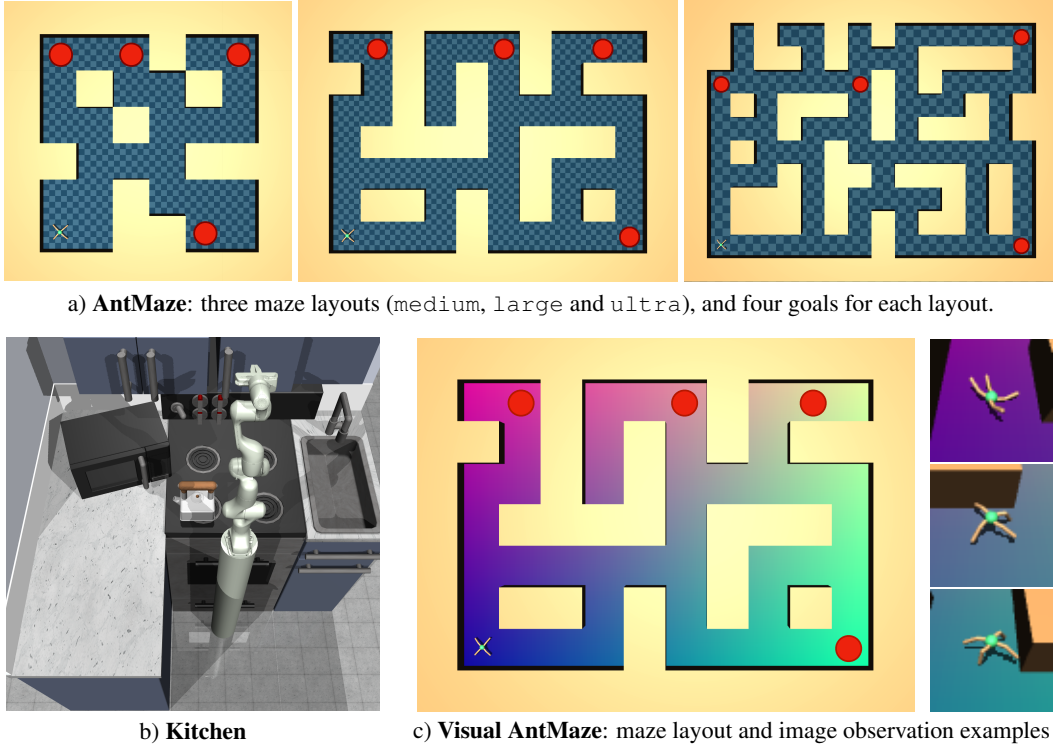 a) AntMaze: three maze layouts (medium, large and ultra), and four goals for each layout.
b) Kitchen
c) Visual AntMaze: maze layout and image observation examples